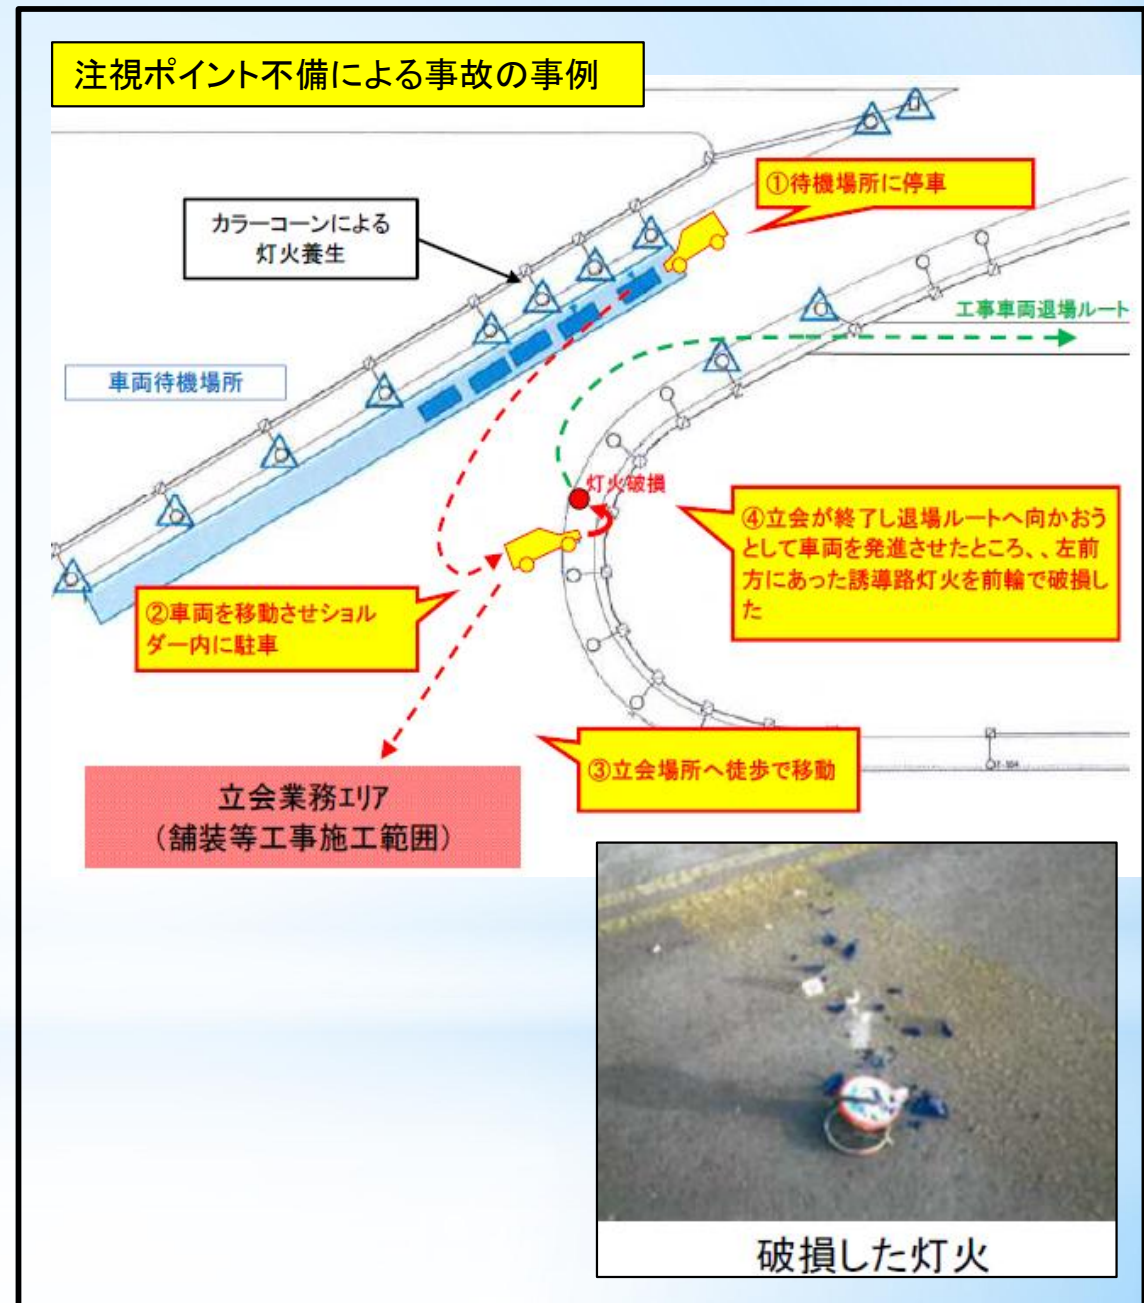 注視ポイント不備による事故の事例
①待機場所に停車
カラーコーンによる
灯火養生
工事車両退場ルート
車両待機場所
灯火破損
④立会が終了し退場ルートへ向かおう
として車両を発進させたところ、、左前
方にあった誘導路灯火を前輪で破損し
た
②車両を移動させショル
ダー内に駐車
③立会場所へ徒歩で移動
立会業務エリア
（舗装等工事施工範囲）
破損した灯火